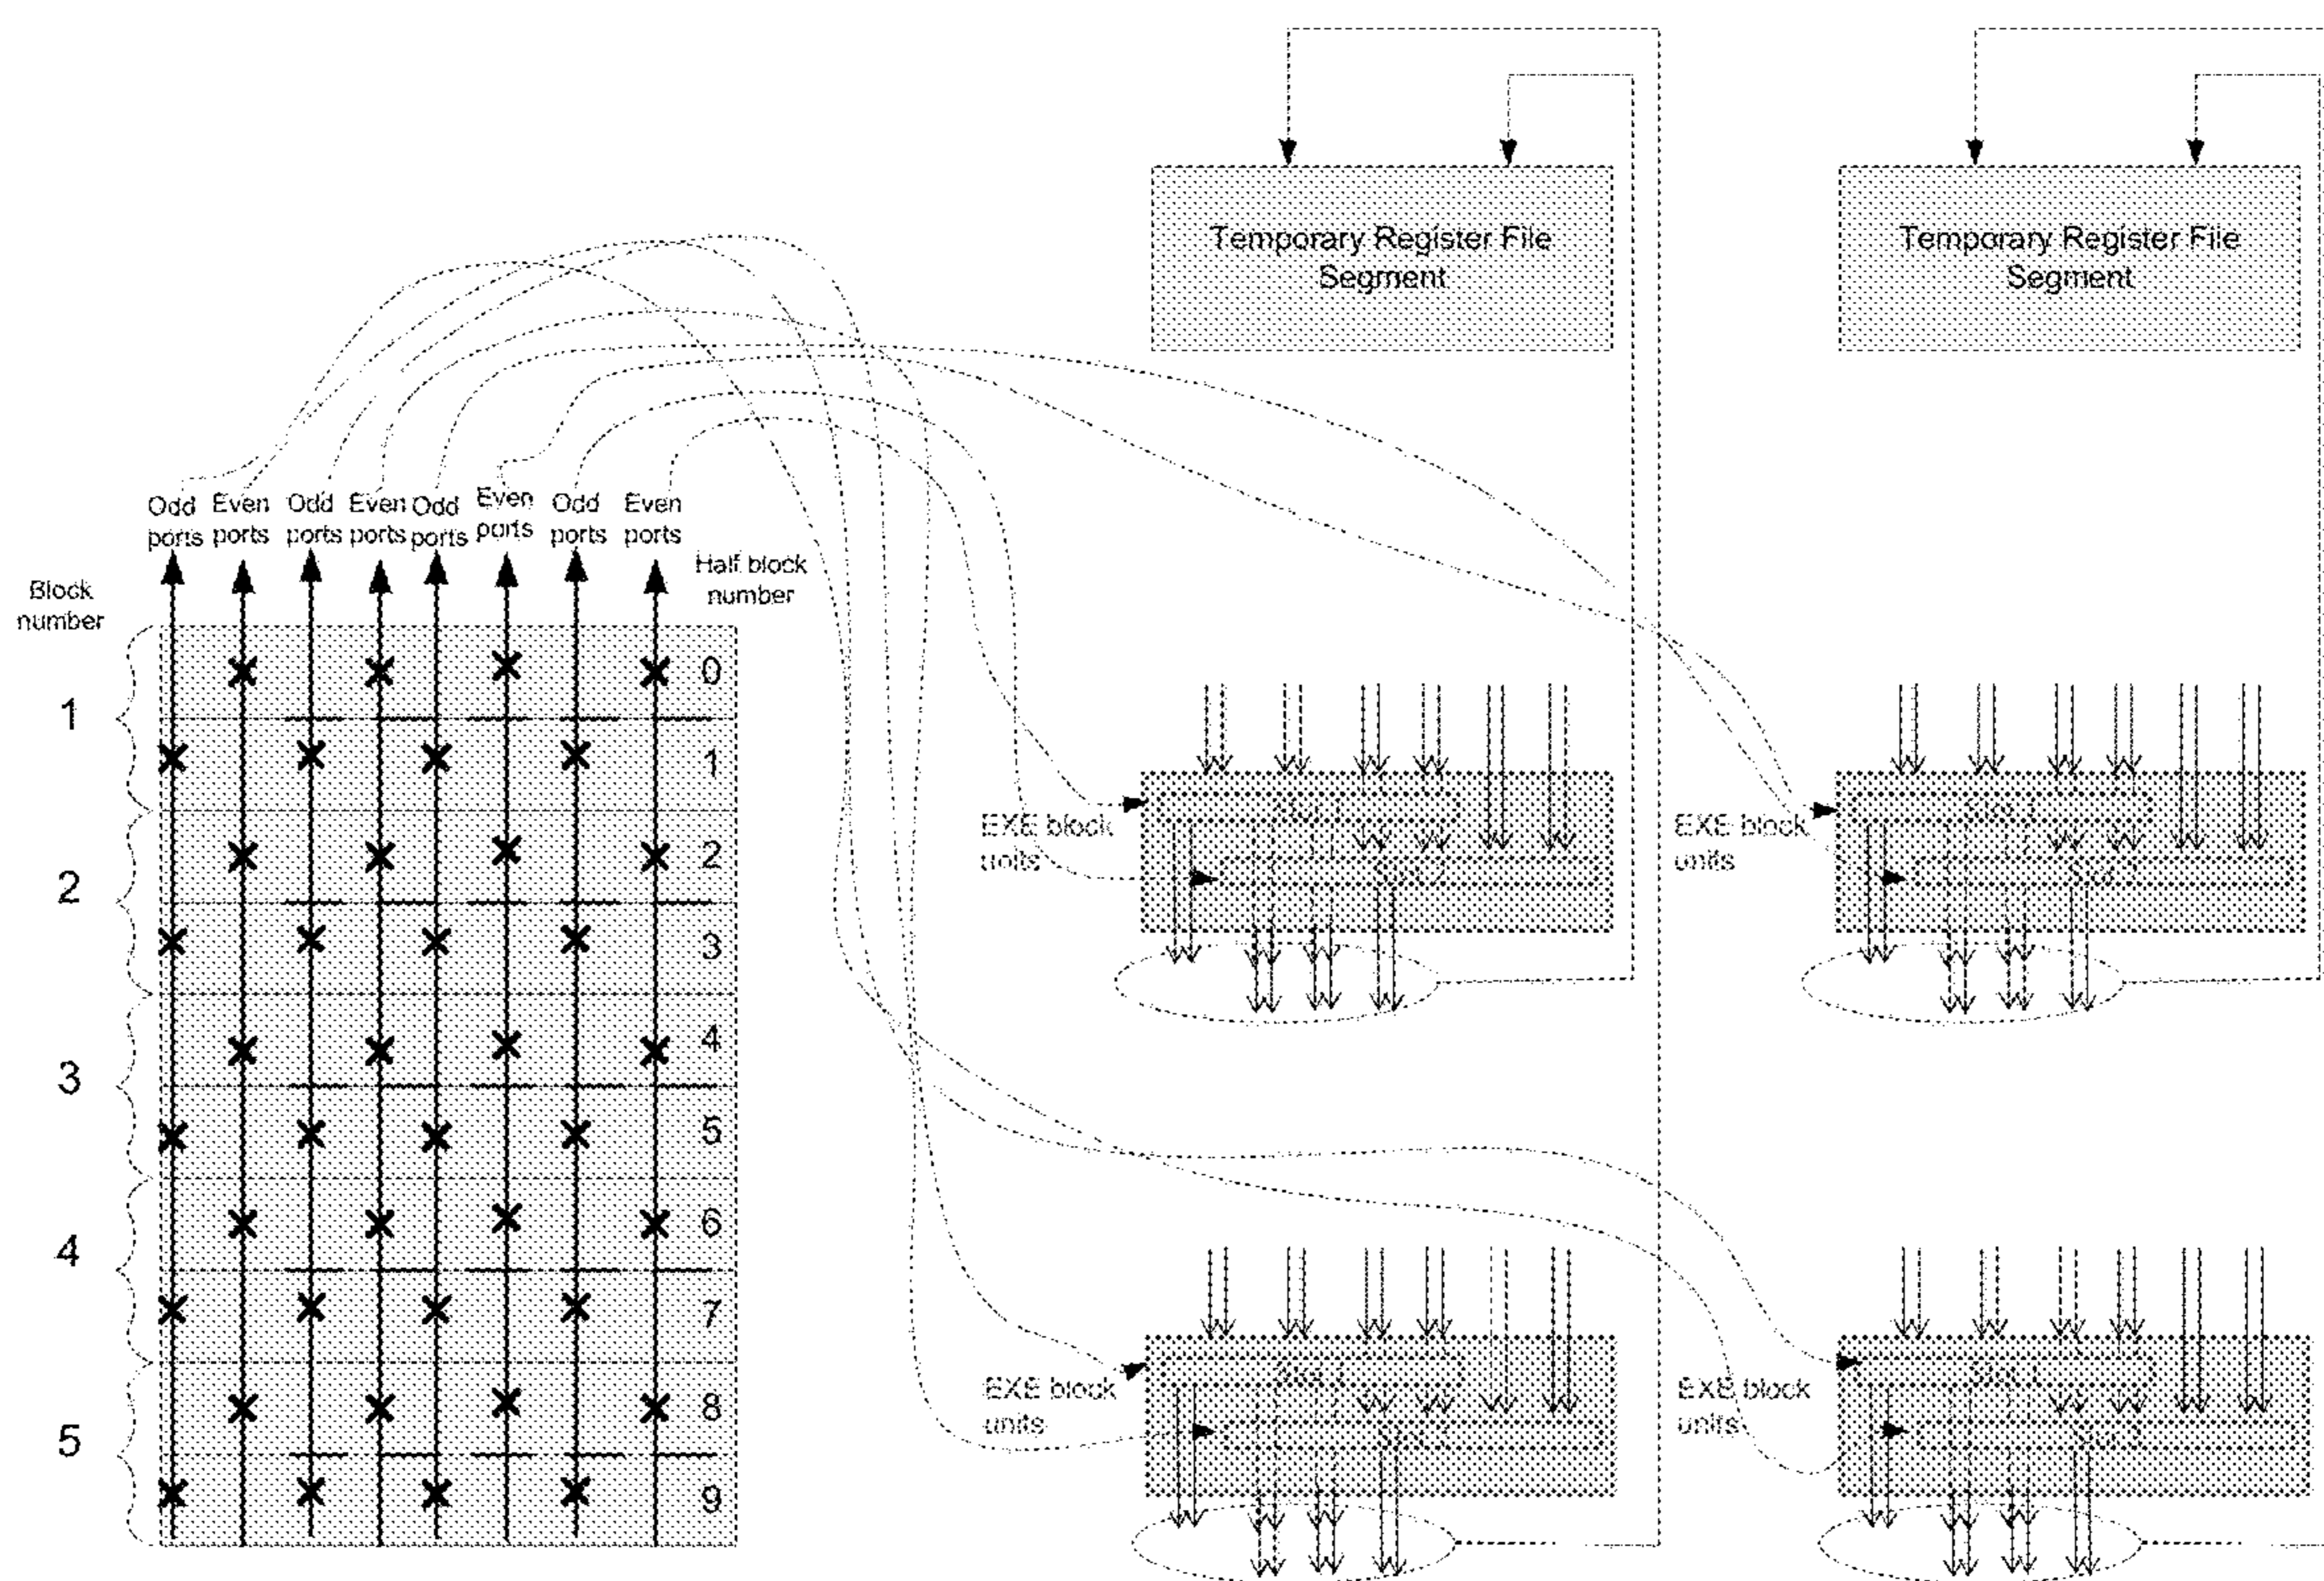 Temporary Register File
Segment
Temporary Register File
Segment
Odd
ports
Even
ports
Odd
ports
Even
ports
Odd
ports
Even
ports
Odd
ports
Even
ports
Block
number
Half block
number
0
1
1
2
2
3
3
4
5
4
6
7
5
8
9
EXE block
units
EXE block
units
EXE block
units
EXE block
units